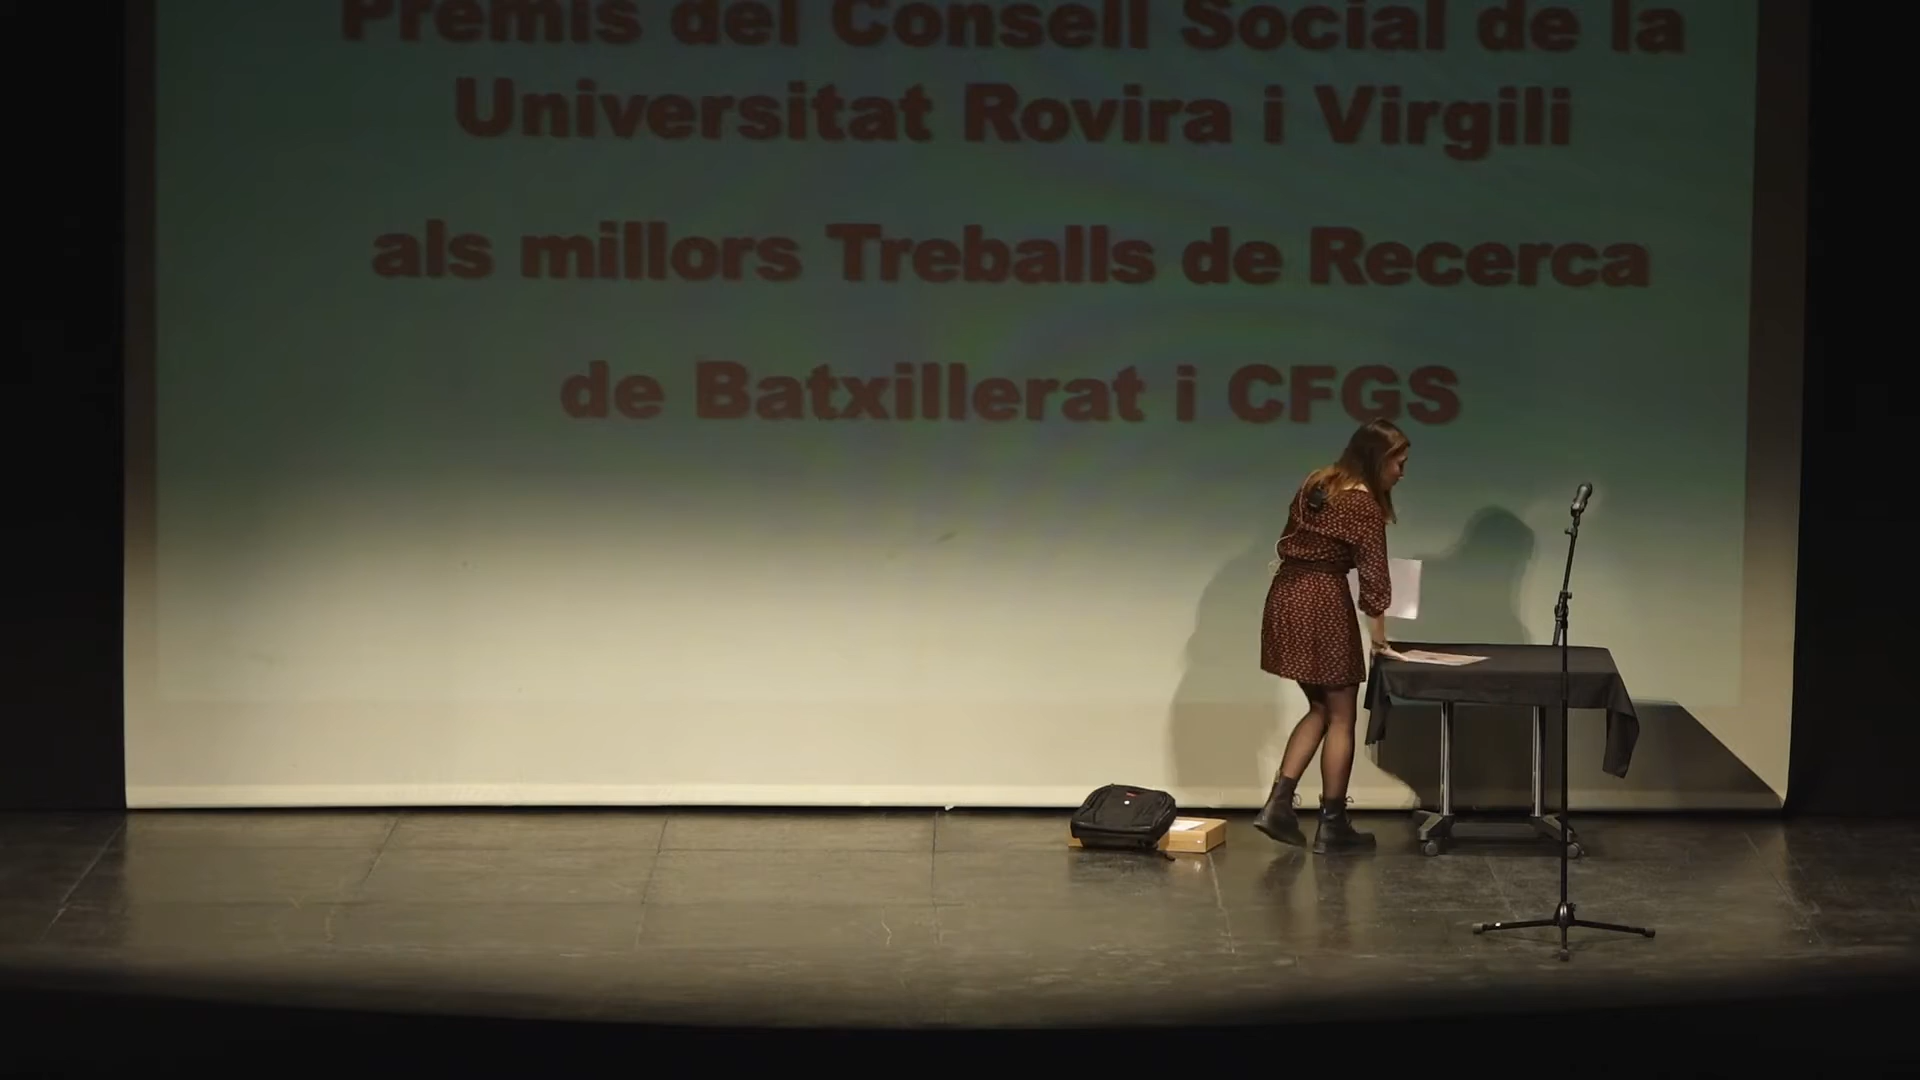 Premis del Consell Social de la
Universitat Rovira i Virgili
als millors Treballs de Recerca
de Batxillerat i CFGS